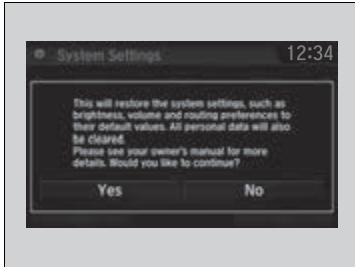 System Settings
12:34
This will restore the system settings, such as
brightness, volume and routing preferences to
their default values. All personal data will also
be cleared.
Please see your owner's manual for more
details. Would you like to continue?
Yes
No